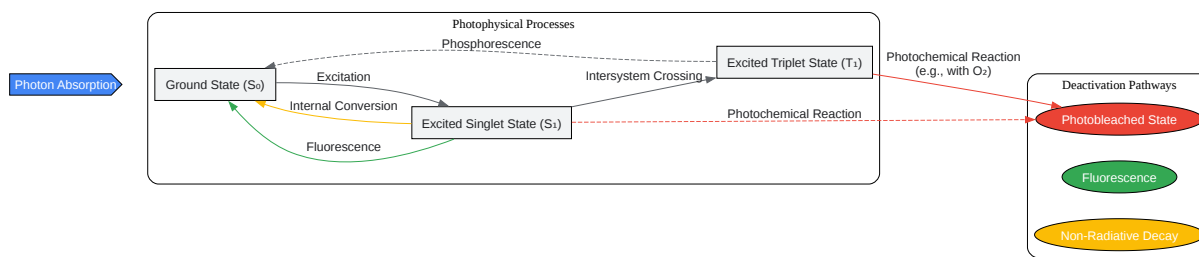 Photophysical Processes
Phosphorescence
Photon Absorption
Ground State (S₀)
Excitation
Internal Conversion
Fluorescence
Excited Singlet State (S₁)
Intersystem Crossing
Excited Triplet State (T₁)
Photochemical Reaction
(e.g., with O₂)
Photochemical Reaction
Deactivation Pathways
Photobleached State
Fluorescence
Non-Radiative Decay